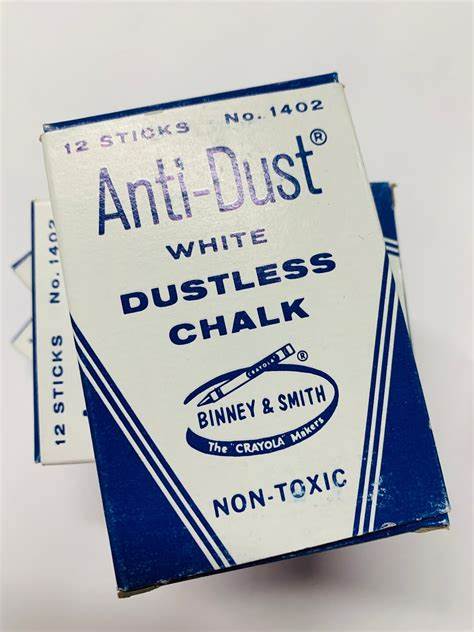 12 STICKS No. 1402
Anti-Dust®
WHITE
DUSTLESS
CHALK
CRAYOLA
®
BINNEY & SMITH
The "CRAYOLA" Makers
NON-TOXIC
12 STICKS No. 1402